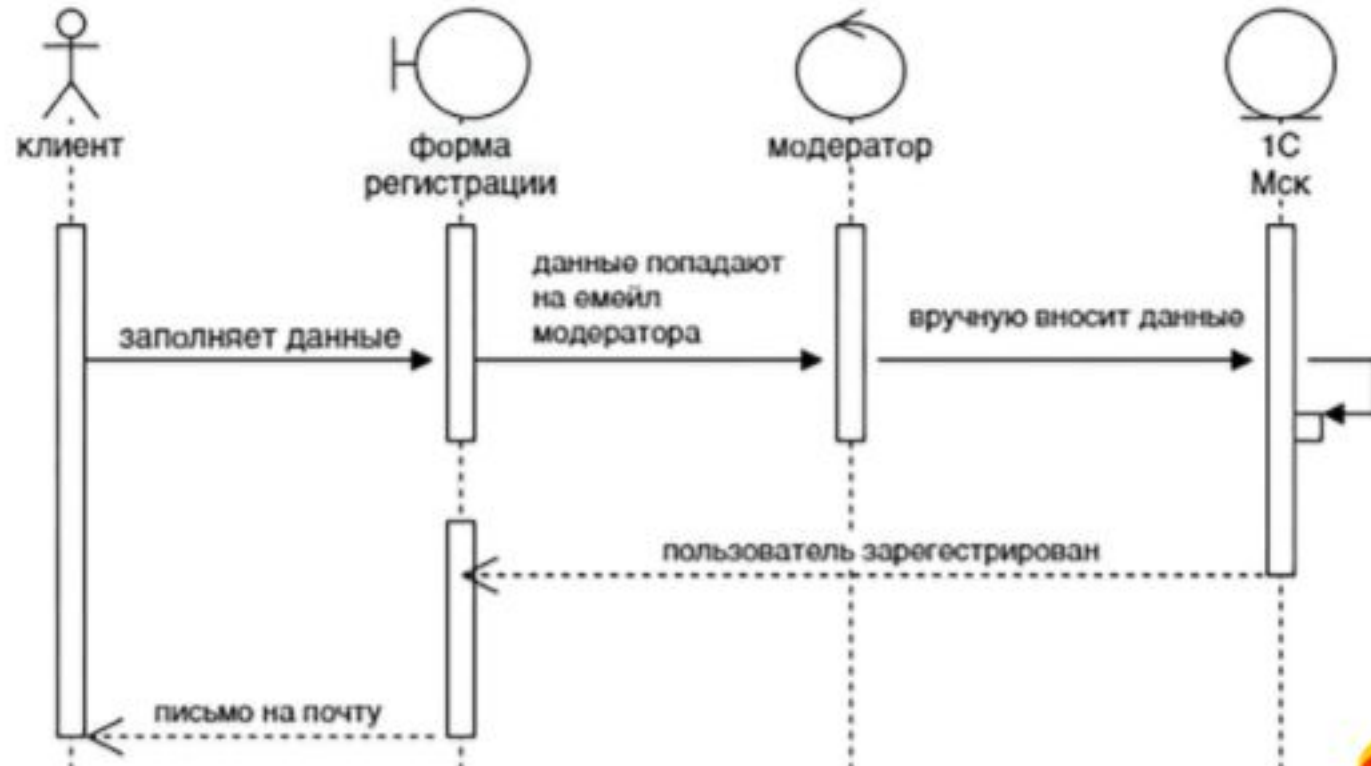 клиент
форма
регистрации
модератор
1С
Мск
данные попадают
на емейл
модератора
заполняет данные
вручную вносит данные
пользователь зарегестрирован
письмо на почту